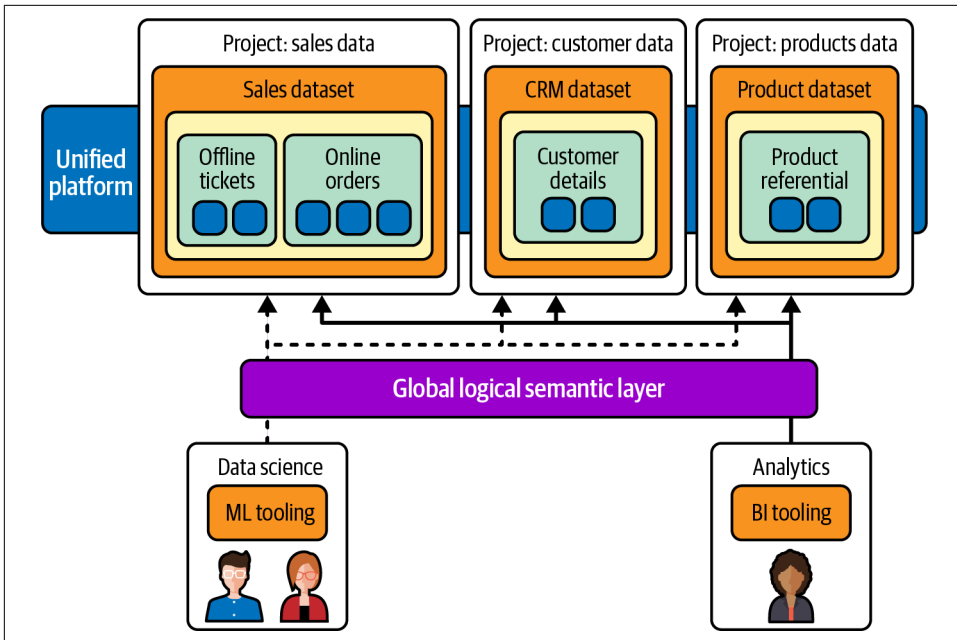 Project: sales data
Project: customer data
Project: products data
Sales dataset
CRM dataset
Product dataset
Unified
platform
Offline
tickets
Online
orders
Customer
details
Product
referential
Global logical semantic layer
Data science
ML tooling
Analytics
BI tooling